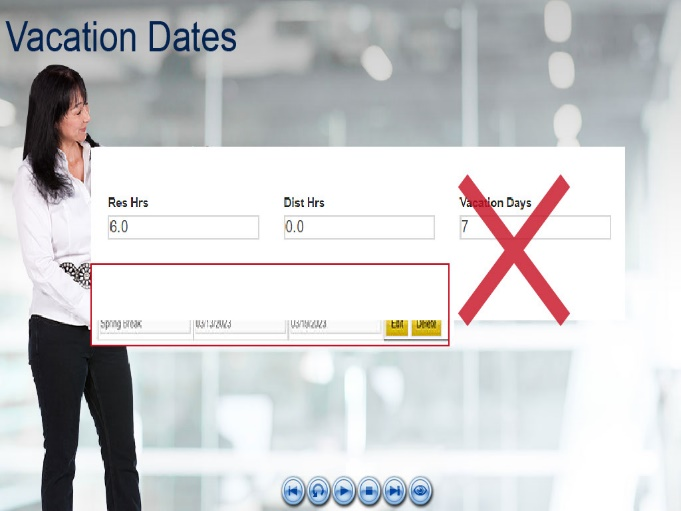 Vacation Dates
Res Hrs Dist Hrs Vacation Days
6.0 0.0 7
Spring Break 03/13/2023 03/19/2023 Edit Delete